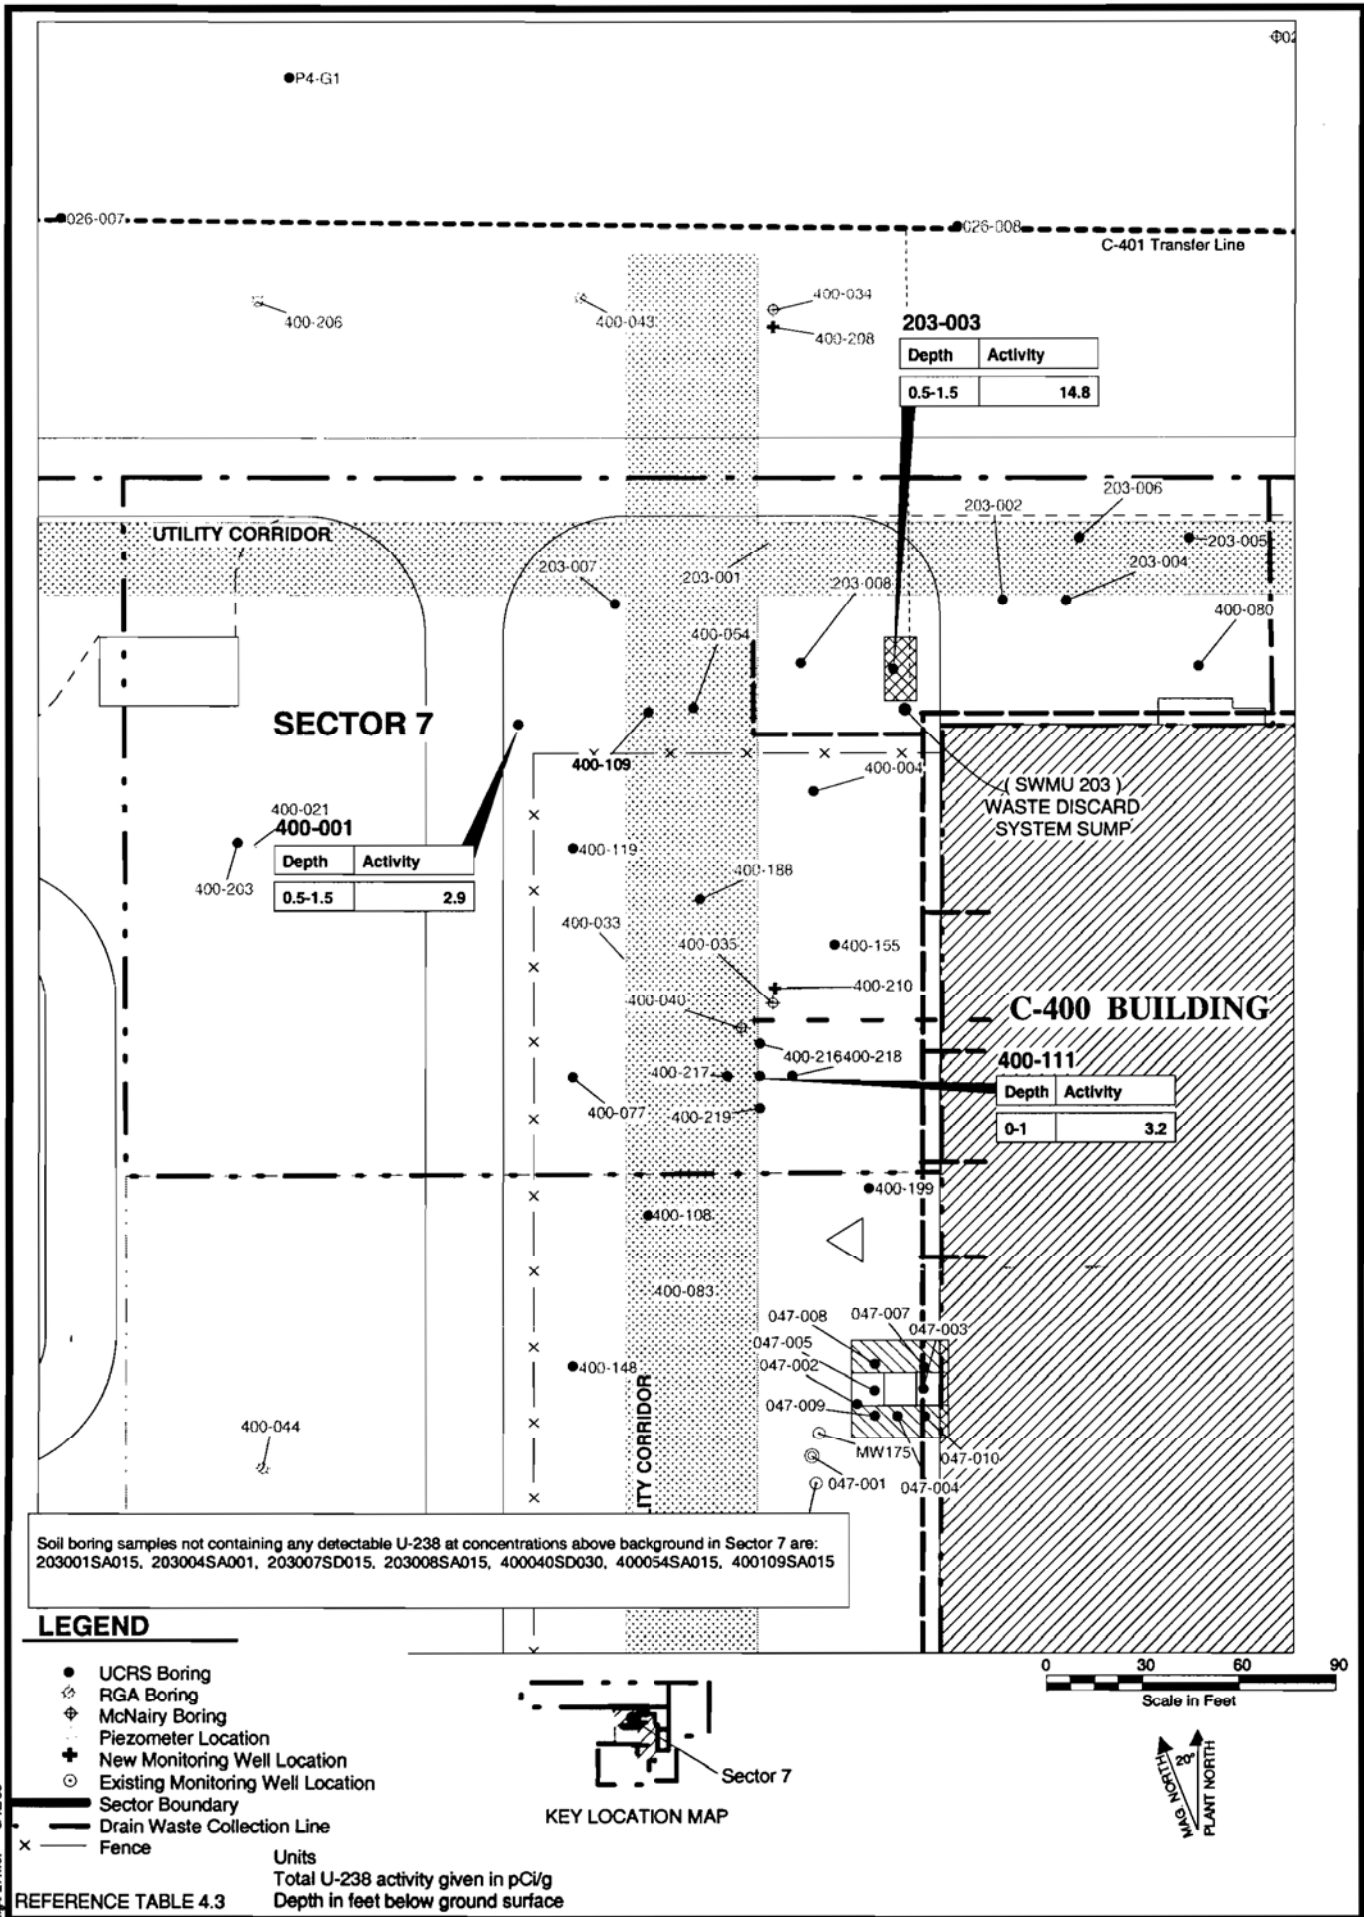 P4-G1
026-007
026-008
C-401 Transfer Line
400-206
400-043
400-034
400-208
203-003
Depth Activity
0.5-1.5 14.8
UTILITY CORRIDOR
203-007
203-001
203-008
203-002
203-006
203-005
203-004
400-080
400-054
SECTOR 7
400-109
400-004
( SWMU 203 )
WASTE DISCARD
SYSTEM SUMP
400-021
400-001
Depth Activity
0.5-1.5 2.9
400-203
400-119
400-188
400-033
400-035
400-155
400-210
400-040
C-400 BUILDING
400-216
400-218
400-217
400-077
400-219
400-111
Depth Activity
0-1 3.2
400-199
400-108
400-083
047-008
047-007
047-003
047-005
047-002
047-009
400-148
400-044
ITY CORRIDOR
MW175
047-010
047-001
047-004
Soil boring samples not containing any detectable U-238 at concentrations above background in Sector 7 are:
203001SA015, 203004SA001, 203007SD015, 203008SA015, 400040SD030, 400054SA015, 400109SA015
LEGEND
UCRS Boring
RGA Boring
McNairy Boring
Piezometer Location
New Monitoring Well Location
Existing Monitoring Well Location
Sector Boundary
Drain Waste Collection Line
Fence
Sector 7
KEY LOCATION MAP
0 30 60 90
Scale in Feet
MAG. NORTH
20°
PLANT NORTH
Units
Total U-238 activity given in pCi/g
Depth in feet below ground surface
REFERENCE TABLE 4.3